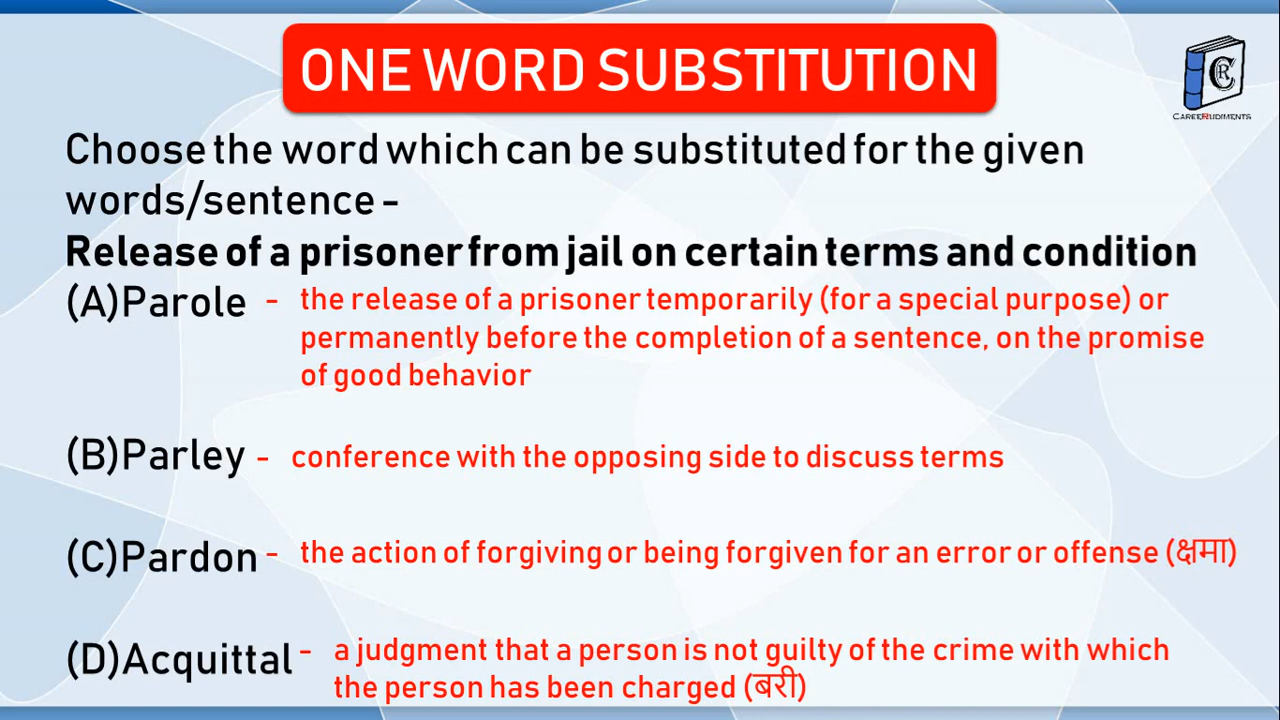 ONE WORD SUBSTITUTION
CR
CAREERUDIMENTS
Choose the word which can be substituted for the given
words/sentence -
Release of a prisoner from jail on certain terms and condition
(A)Parole - the release of a prisoner temporarily (for a special purpose) or
permanently before the completion of a sentence, on the promise
of good behavior
(B)Parley - conference with the opposing side to discuss terms
(C)Pardon - the action of forgiving or being forgiven for an error or offense (क्षमा)
(D)Acquittal - a judgment that a person is not guilty of the crime with which
the person has been charged (बरी)